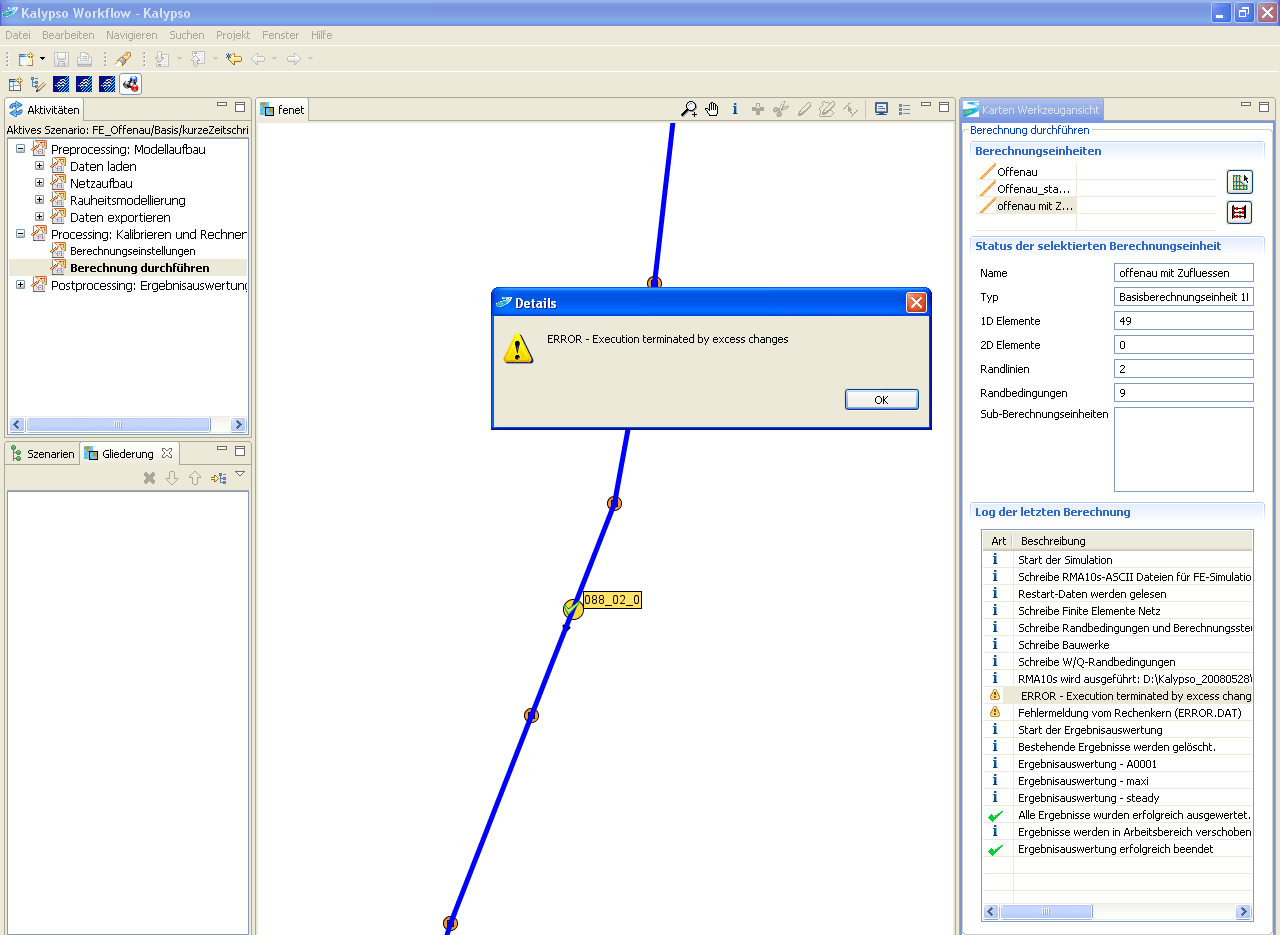 Kalypso Workflow - Kalypso
Datei Bearbeiten Navigieren Suchen Projekt Fenster Hilfe
Aktivitäten
Aktives Szenario: FE_Offenau/Basis/kurzeZeitschri
Preprocessing: Modellaufbau
Daten laden
Netzaufbau
Rauheitsmodellierung
Daten exportieren
Processing: Kalibrieren und Rechnen
Berechnungseinstellungen
Berechnung durchführen
Postprocessing: Ergebnisauswertung
Szenarien
Gliederung
fenet
088_02_0
Details
ERROR - Execution terminated by excess changes
OK
Karten Werkzeugansicht
Berechnung durchführen
Berechnungseinheiten
Offenau
Offenau_sta...
offenau mit Z...
Status der selektierten Berechnungseinheit
Name offenau mit Zufluessen
Typ Basisberechnungseinheit 1
1D Elemente 49
2D Elemente 0
Randlinien 2
Randbedingungen 9
Sub-Berechnungseinheiten
Log der letzten Berechnung
Art Beschreibung
Start der Simulation
Schreibe RMA10s-ASCII Dateien für FE-Simulatio
Restart-Daten werden gelesen
Schreibe Finite Elemente Netz
Schreibe Randbedingungen und Berechnungssteu
Schreibe Bauwerke
Schreibe W/Q-Randbedingungen
RMA10s wird ausgeführt: D:\Kalypso_20080528\
ERROR - Execution terminated by excess chang
Fehlermeldung vom Rechenkern (ERROR.DAT)
Start der Ergebnisauswertung
Bestehende Ergebnisse werden gelöscht.
Ergebnisauswertung - A0001
Ergebnisauswertung - maxi
Ergebnisauswertung - steady
Alle Ergebnisse wurden erfolgreich ausgewertet.
Ergebnisse werden in Arbeitsbereich verschoben
Ergebnisauswertung erfolgreich beendet